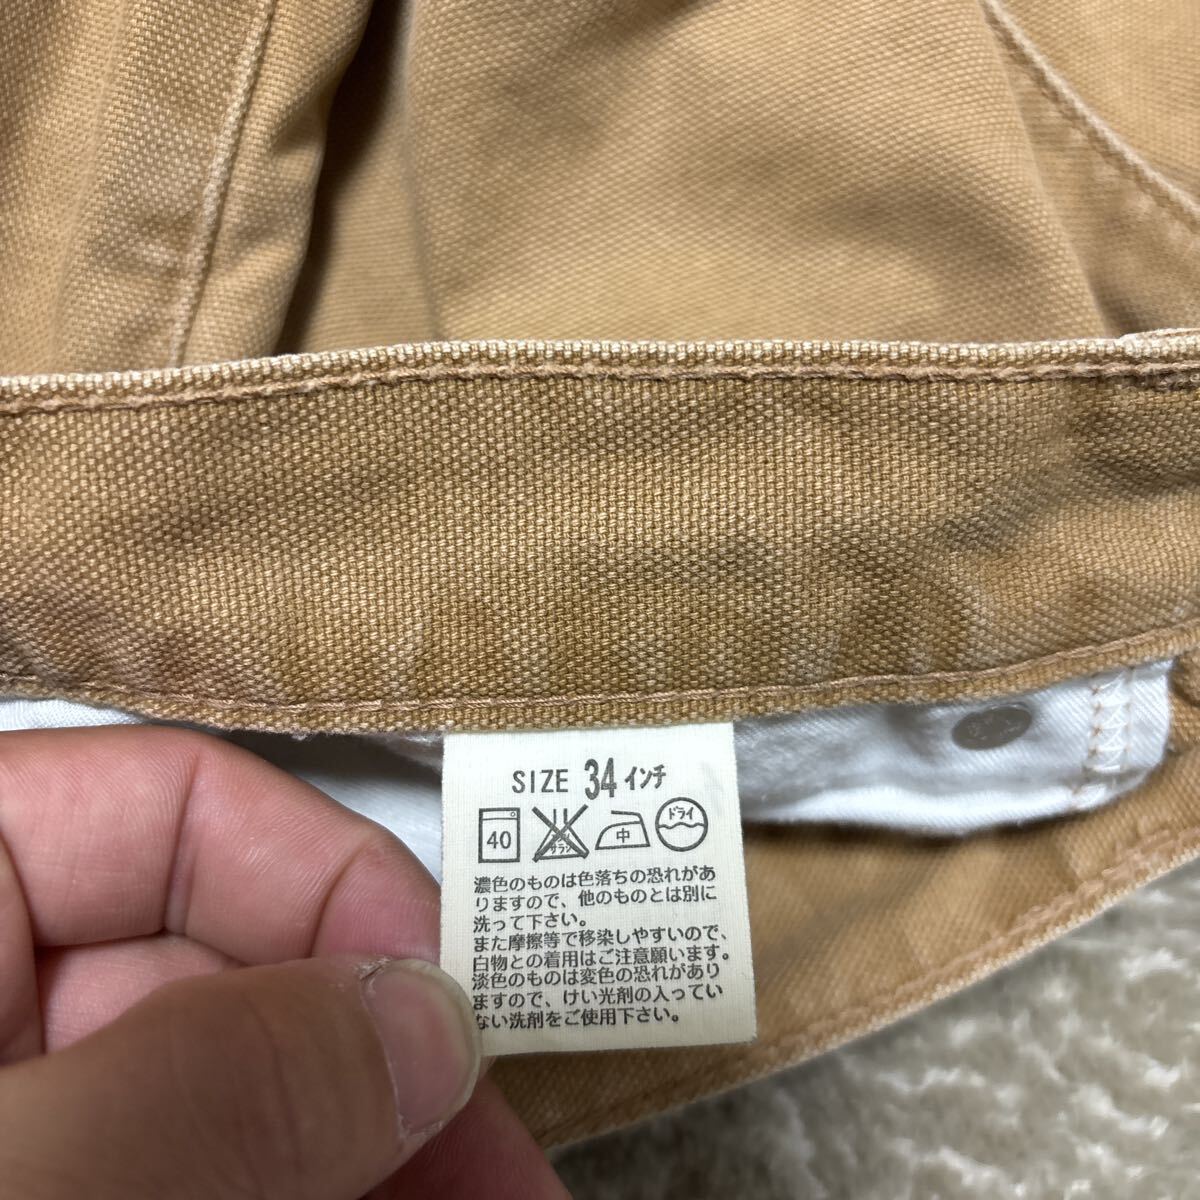 SIZE 34 インチ
40 サラシ 中 ドライ
濃色のものは色落ちの恐れがあ
りますので、他のものとは別に
洗って下さい。
また摩擦等で移染しやすいので、
白物との着用はご注意願います。
淡色のものは変色の恐れがあり
ますので、けい光剤の入ってい
ない洗剤をご使用下さい。